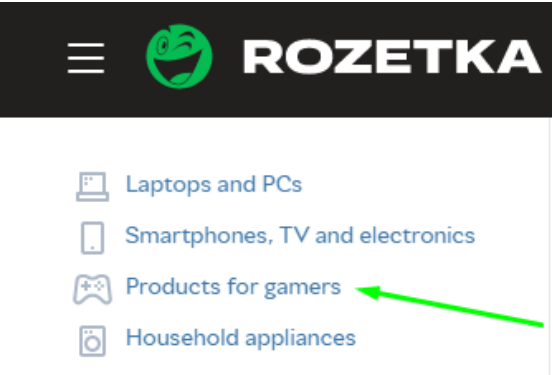 ROZETKA
Laptops and PCs
Smartphones, TV and electronics
Products for gamers
Household appliances